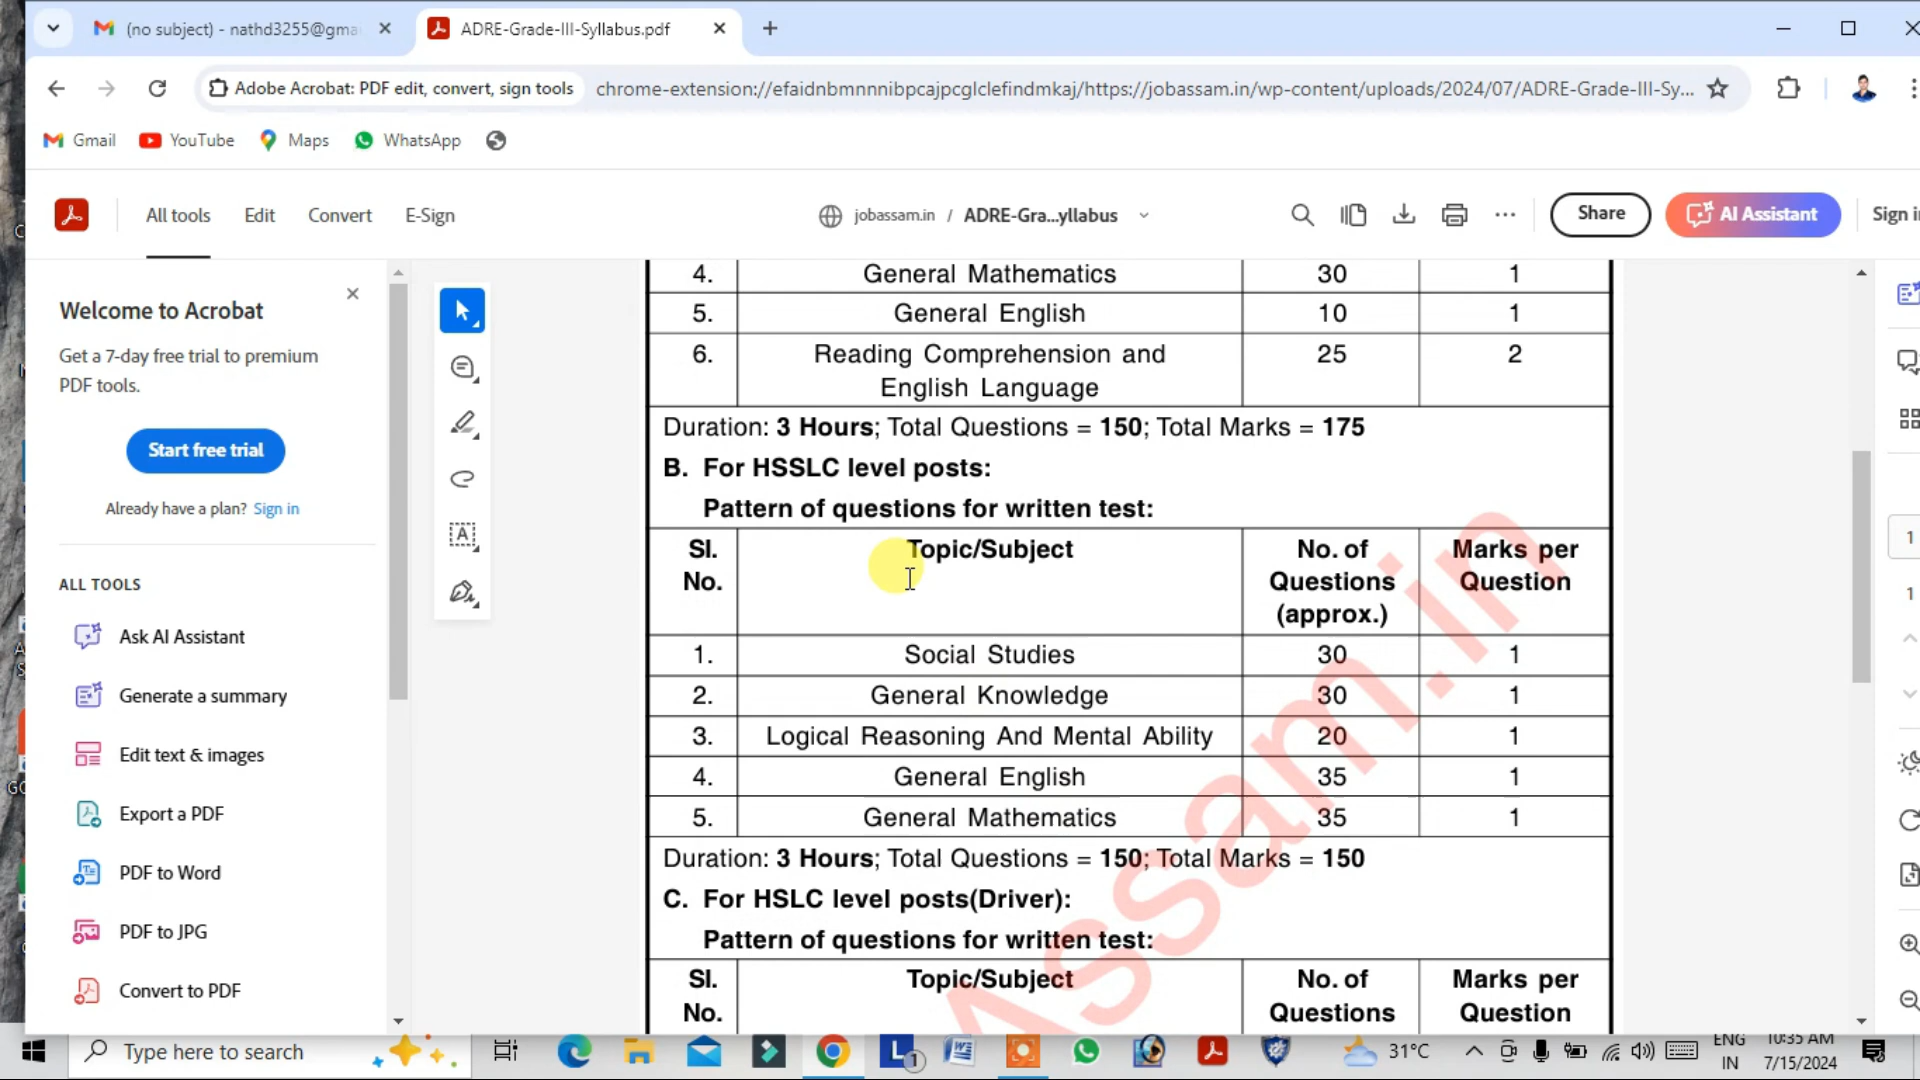 (no subject) - nathd3255@gma
ADRE-Grade-III-Syllabus.pdf
Adobe Acrobat: PDF edit, convert, sign tools
chrome-extension://efaidnbmnnnibpcajpcglclefindmkaj/https://jobassam.in/wp-content/uploads/2024/07/ADRE-Grade-III-Sy...
Gmail YouTube Maps WhatsApp
All tools Edit Convert E-Sign
jobassam.in / ADRE-Gra...yllabus
Share
AI Assistant
Sign in
Welcome to Acrobat
Get a 7-day free trial to premium
PDF tools.
Start free trial
Already have a plan? Sign in
ALL TOOLS
Ask AI Assistant
Generate a summary
Edit text & images
Export a PDF
PDF to Word
PDF to JPG
Convert to PDF
4. General Mathematics 30 1
5. General English 10 1
6. Reading Comprehension and 25 2
English Language
Duration: 3 Hours; Total Questions = 150; Total Marks = 175
B. For HSSLC level posts:
Pattern of questions for written test:
Sl. Topic/Subject No. of Marks per
No. Questions Question
(approx.)
1. Social Studies 30 1
2. General Knowledge 30 1
3. Logical Reasoning And Mental Ability 20 1
4. General English 35 1
5. General Mathematics 35 1
Duration: 3 Hours; Total Questions = 150; Total Marks = 150
C. For HSLC level posts(Driver):
Pattern of questions for written test:
Sl. Topic/Subject No. of Marks per
No. Questions Question
Assam.in
1
1
Type here to search
1
31°C
ENG
IN
10:35 AM
7/15/2024